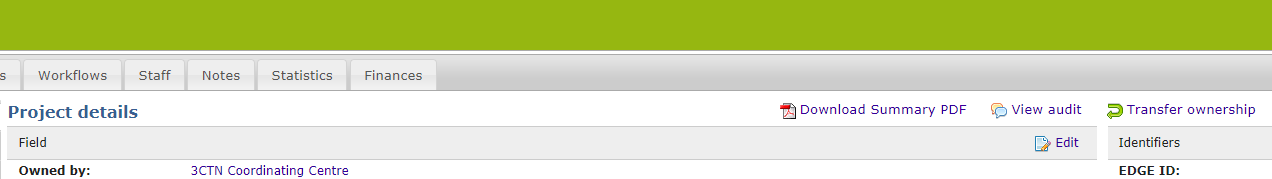 s Workflows Staff Notes Statistics Finances
Project details Download Summary PDF View audit Transfer ownership
Field Edit Identifiers
Owned by: 3CTN Coordinating Centre EDGE ID: